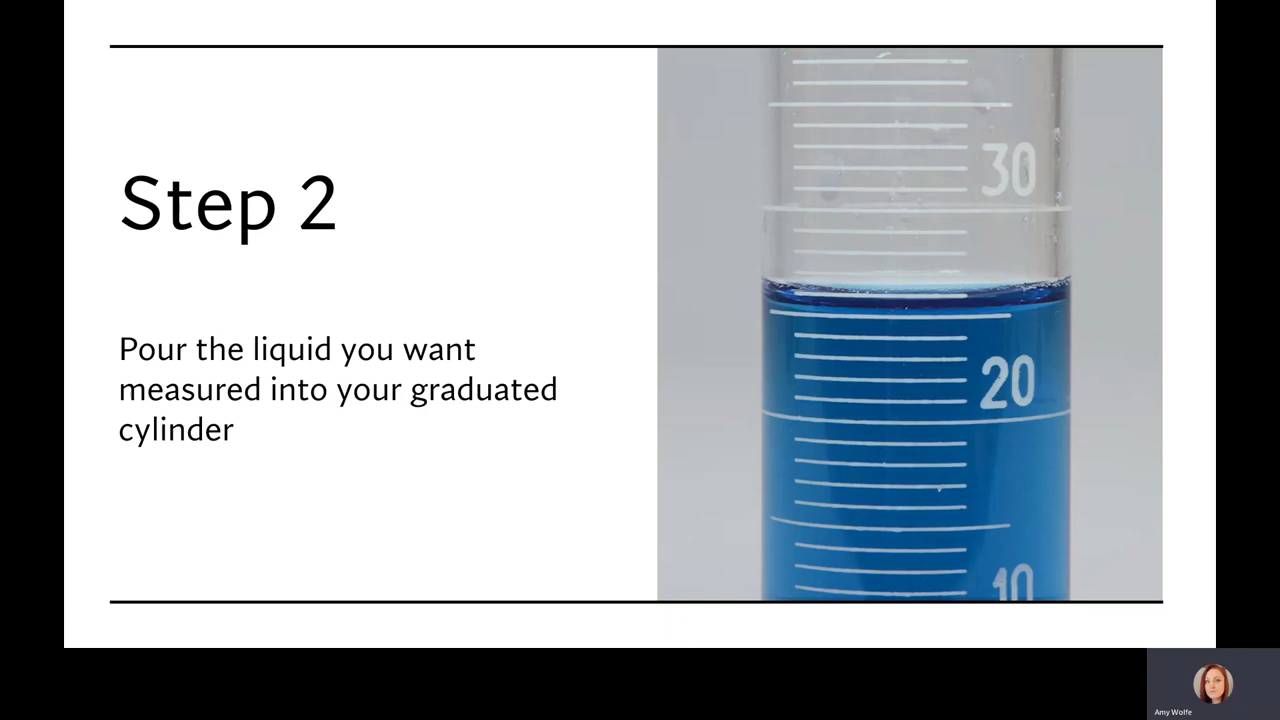 Step 2
Pour the liquid you want
measured into your graduated
cylinder
30
20
10
Amy Wolfe